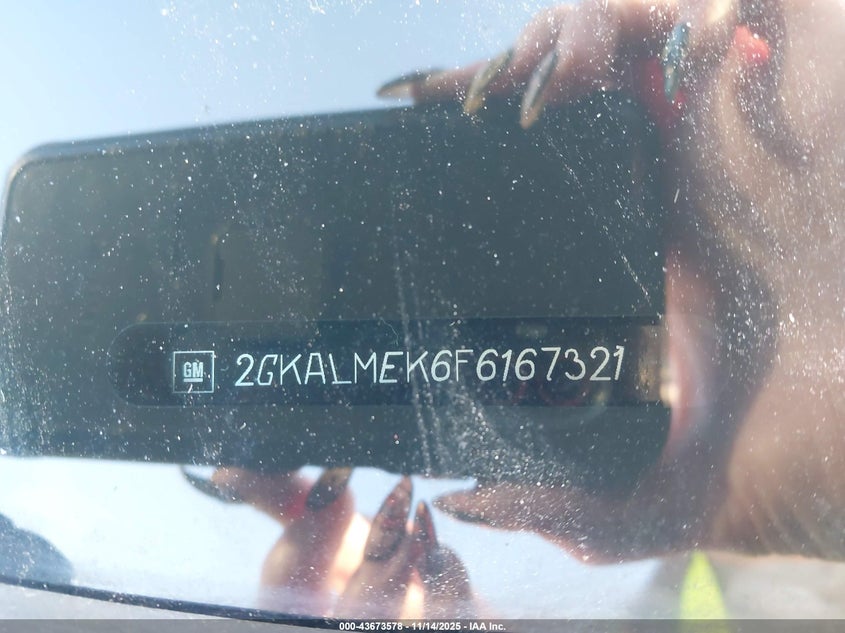 GM 2GKALMEK6F6167321
000-43673578 - 11/14/2025 - IAA Inc.